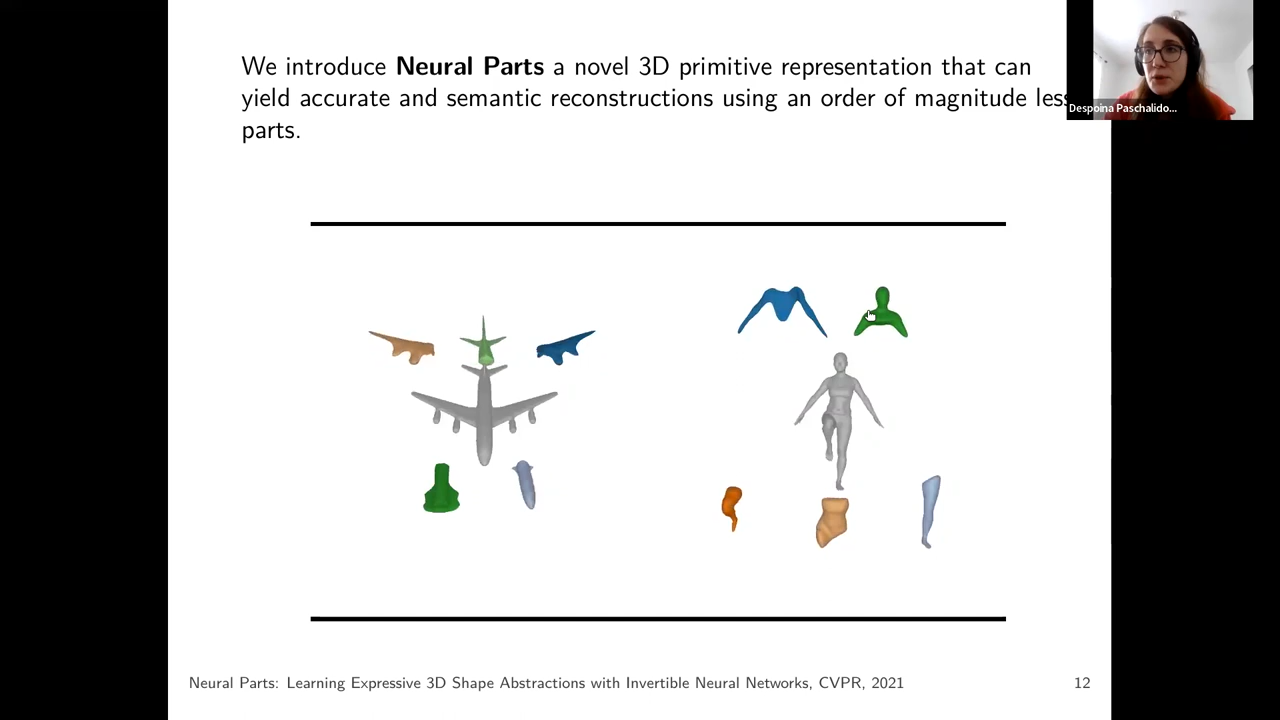 We introduce Neural Parts a novel 3D primitive representation that can
yield accurate and semantic reconstructions using an order of magnitude less
parts.
Despoina Paschalido...
Neural Parts: Learning Expressive 3D Shape Abstractions with Invertible Neural Networks, CVPR, 2021
12